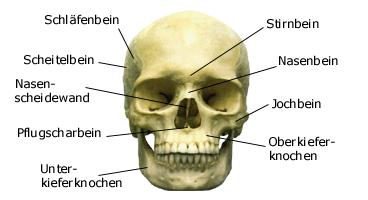 Schläfenbein
Scheitelbein
Nasen-
scheidewand
Pflugscharbein
Unter-
kieferknochen
Stirnbein
Nasenbein
Jochbein
Oberkiefer-
knochen